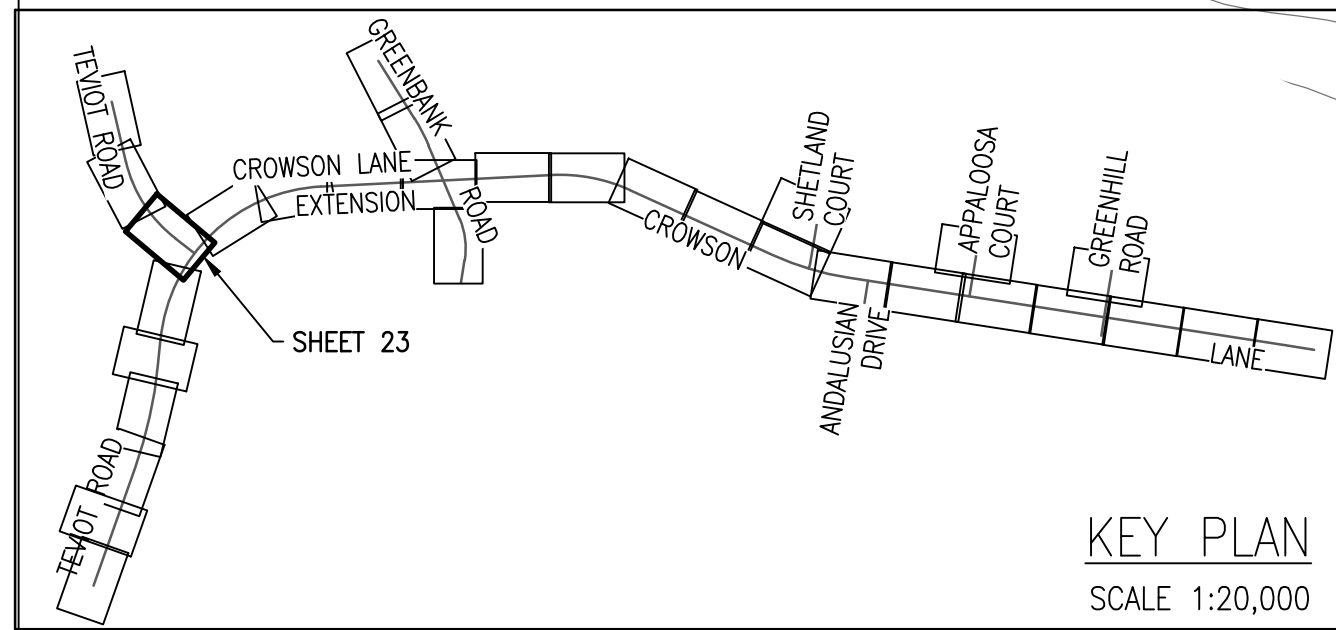 TEVIOT ROAD
GREENBANK
ROAD
CROWSON LANE
EXTENSION
SHETLAND
COURT
APPALOOSA
COURT
GREENHILL
ROAD
CROWSON
ANDALUSIAN
DRIVE
LANE
SHEET 23
TEVIOT ROAD
KEY PLAN
SCALE 1:20,000